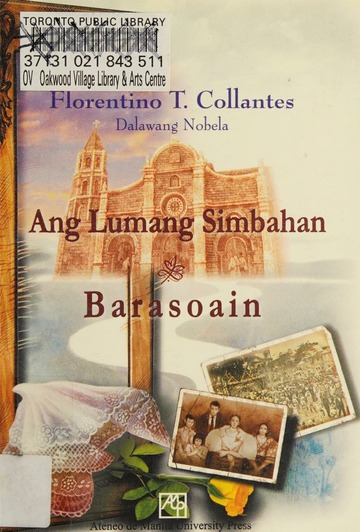 TORONTO PUBLIC LIBRARY
37131 021 843 511
OV Oakwood Village Library & Arts Centre
Florentino T. Collantes
Dalawang Nobela
Ang Lumang Simbahan
Barasoain
Ateneo de Manila University Press